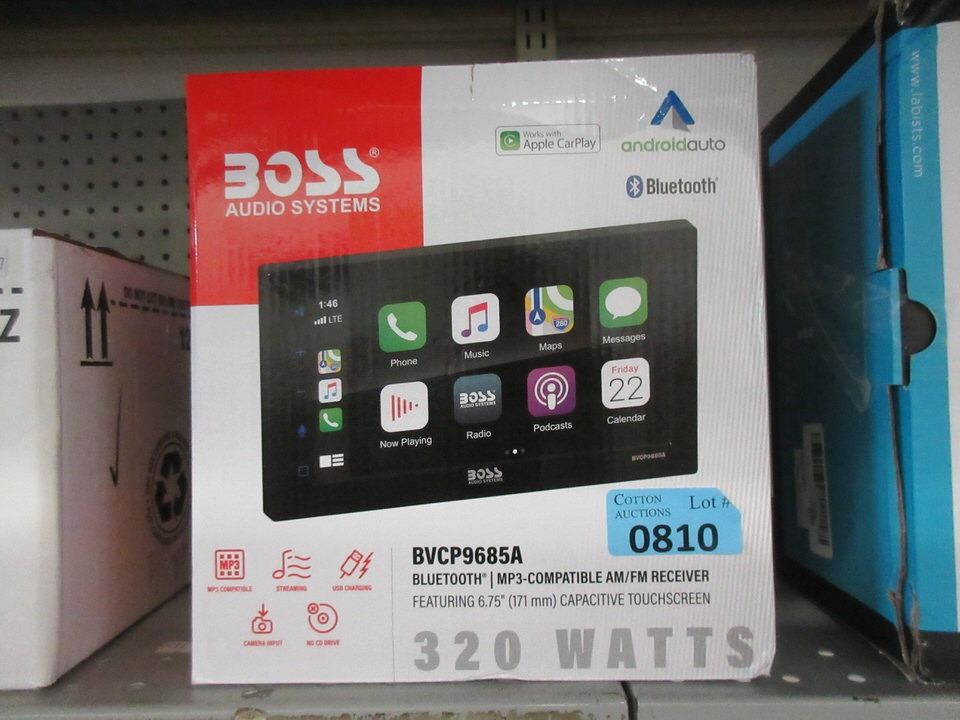 BOSS®
AUDIO SYSTEMS
Works with
Apple CarPlay
androidauto
Bluetooth®
www.labists.com
1:46
LTE
Phone
Music
280
Maps
Messages
Now Playing
BOSS
AUDIO SYSTEMS
Radio
Podcasts
Friday
22
Calendar
BOSS
AUDIO SYSTEMS
BVCP9685A
COTTON
AUCTIONS
Lot #
0810
MP3
MP3 COMPATIBLE
STREAMING
USB CHARGING
CAMERA INPUT
NO CD DRIVE
BVCP9685A
BLUETOOTH® | MP3-COMPATIBLE AM/FM RECEIVER
FEATURING 6.75" (171 mm) CAPACITIVE TOUCHSCREEN
320 WATTS
Z